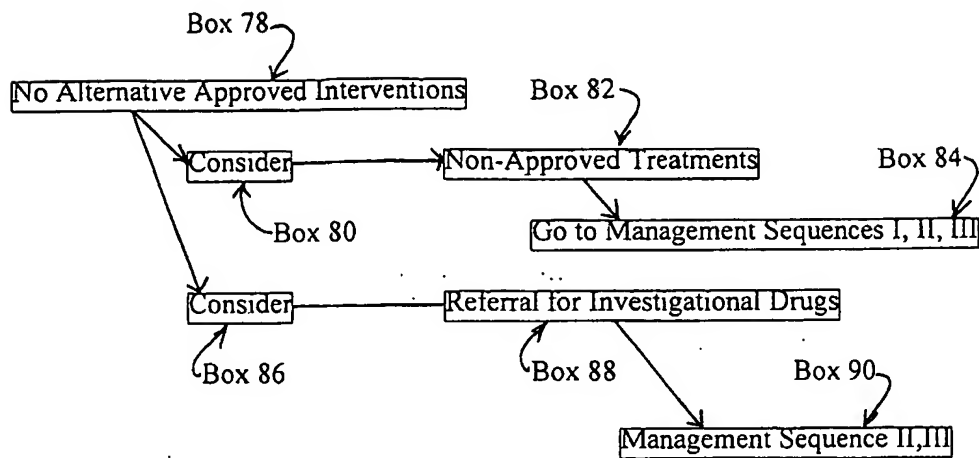 Box 78
No Alternative Approved Interventions
Box 82
Consider
Non-Approved Treatments
Box 84
Box 80
Go to Management Sequences I, II, III
Consider
Referral for Investigational Drugs
Box 86
Box 88
Box 90
Management Sequence II,III